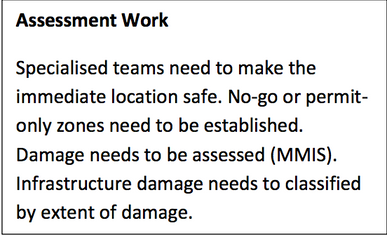 Assessment Work
Specialised teams need to make the
immediate location safe. No-go or permit-
only zones need to be established.
Damage needs to be assessed (MMIS).
Infrastructure damage needs to classified
by extent of damage.